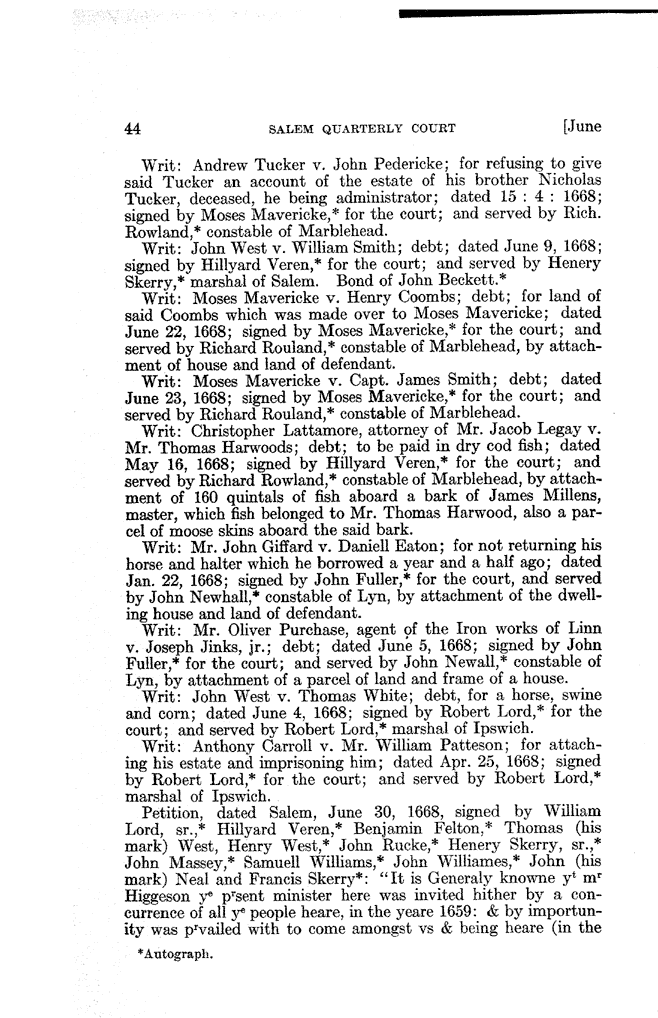 44 SALEM QUARTERLY COURT [June
Writ: Andrew Tucker v. John Pedericke; for refusing to give
said Tucker an account of the estate of his brother Nicholas
Tucker, deceased, he being administrator; dated 15 : 4 : 1668;
signed by Moses Mavericke,* for the court; and served by Rich.
Rowland,* constable of Marblehead.
Writ: John West v. William Smith; debt; dated June 9, 1668;
signed by Hillyard Veren,* for the court; and served by Henery
Skerry,* marshal of Salem. Bond of John Beckett.*
Writ: Moses Mavericke v. Henry Coombs; debt; for land of
said Coombs which was made over to Moses Mavericke; dated
June 22, 1668; signed by Moses Mavericke,* for the court; and
served by Richard Rouland,* constable of Marblehead, by attach-
ment of house and land of defendant.
Writ: Moses Mavericke v. Capt. James Smith; debt; dated
June 23, 1668; signed by Moses Mavericke,* for the court; and
served by Richard Rouland,* constable of Marblehead.
Writ: Christopher Lattamore, attorney of Mr. Jacob Legay v.
Mr. Thomas Harwoods; debt; to be paid in dry cod fish; dated
May 16, 1668; signed by Hillyard Veren,* for the court; and
served by Richard Rowland,* constable of Marblehead, by attach-
ment of 160 quintals of fish aboard a bark of James Millens,
master, which fish belonged to Mr. Thomas Harwood, also a par-
cel of moose skins aboard the said bark.
Writ: Mr. John Giffard v. Daniell Eaton; for not returning his
horse and halter which he borrowed a year and a half ago; dated
Jan. 22, 1668; signed by John Fuller,* for the court, and served
by John Newhall,* constable of Lyn, by attachment of the dwell-
ing house and land of defendant.
Writ: Mr. Oliver Purchase, agent of the Iron works of Linn
v. Joseph Jinks, jr.; debt; dated June 5, 1668; signed by John
Fuller,* for the court; and served by John Newall,* constable of
Lyn, by attachment of a parcel of land and frame of a house.
Writ: John West v. Thomas White; debt, for a horse, swine
and corn; dated June 4, 1668; signed by Robert Lord,* for the
court; and served by Robert Lord,* marshal of Ipswich.
Writ: Anthony Carroll v. Mr. William Patteson; for attach-
ing his estate and imprisoning him; dated Apr. 25, 1668; signed
by Robert Lord,* for the court; and served by Robert Lord,*
marshal of Ipswich.
Petition, dated Salem, June 30, 1668, signed by William
Lord, sr.,* Hillyard Veren,* Benjamin Felton,* Thomas (his
mark) West, Henry West,* John Rucke,* Henery Skerry, sr.,*
John Massey,* Samuell Williams,* John Williames,* John (his
mark) Neal and Francis Skerry*: "It is Generaly knowne yᵗ mʳ
Higgeson yᵉ pʳsent minister here was invited hither by a con-
currence of all yᵉ people heare, in the yeare 1659: & by importun-
ity was pʳvailed with to come amongst vs & being heare (in the
*Autograph.